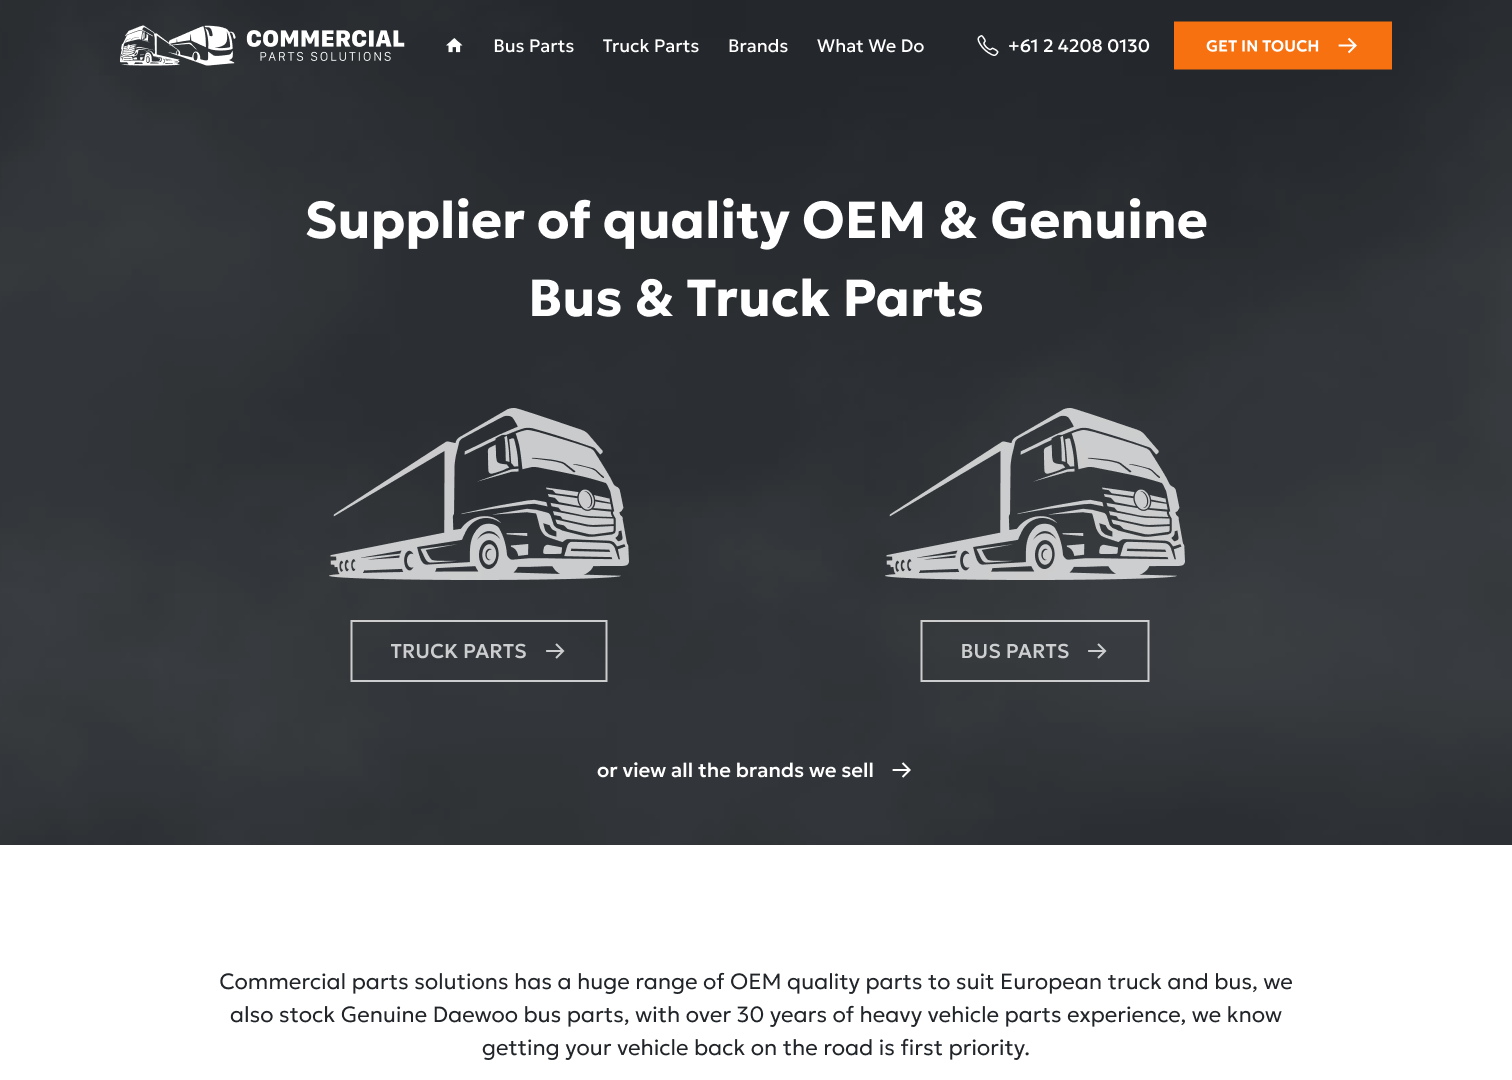 COMMERCIAL
PARTS SOLUTIONS
Bus Parts
Truck Parts
Brands
What We Do
+61 2 4208 0130
GET IN TOUCH
Supplier of quality OEM & Genuine
Bus & Truck Parts
TRUCK PARTS
BUS PARTS
or view all the brands we sell
Commercial parts solutions has a huge range of OEM quality parts to suit European truck and bus, we
also stock Genuine Daewoo bus parts, with over 30 years of heavy vehicle parts experience, we know
getting your vehicle back on the road is first priority.